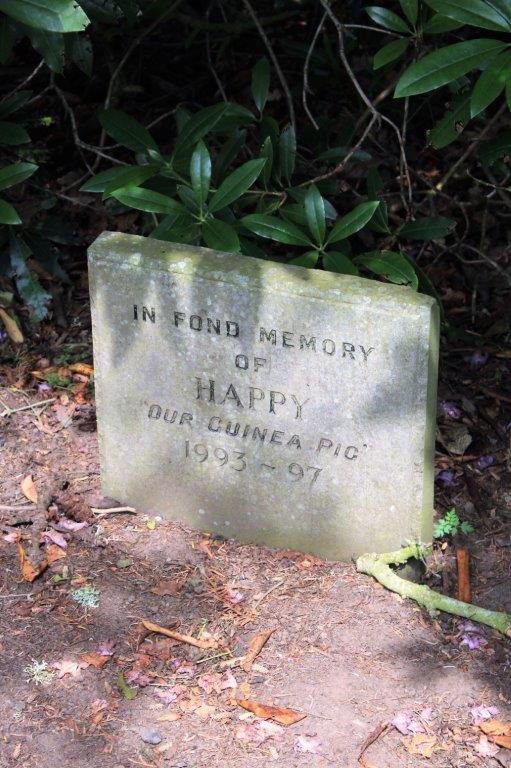 IN FOND MEMORY
OF
HAPPY
"OUR GUINEA PIG"
1993 ~ 97